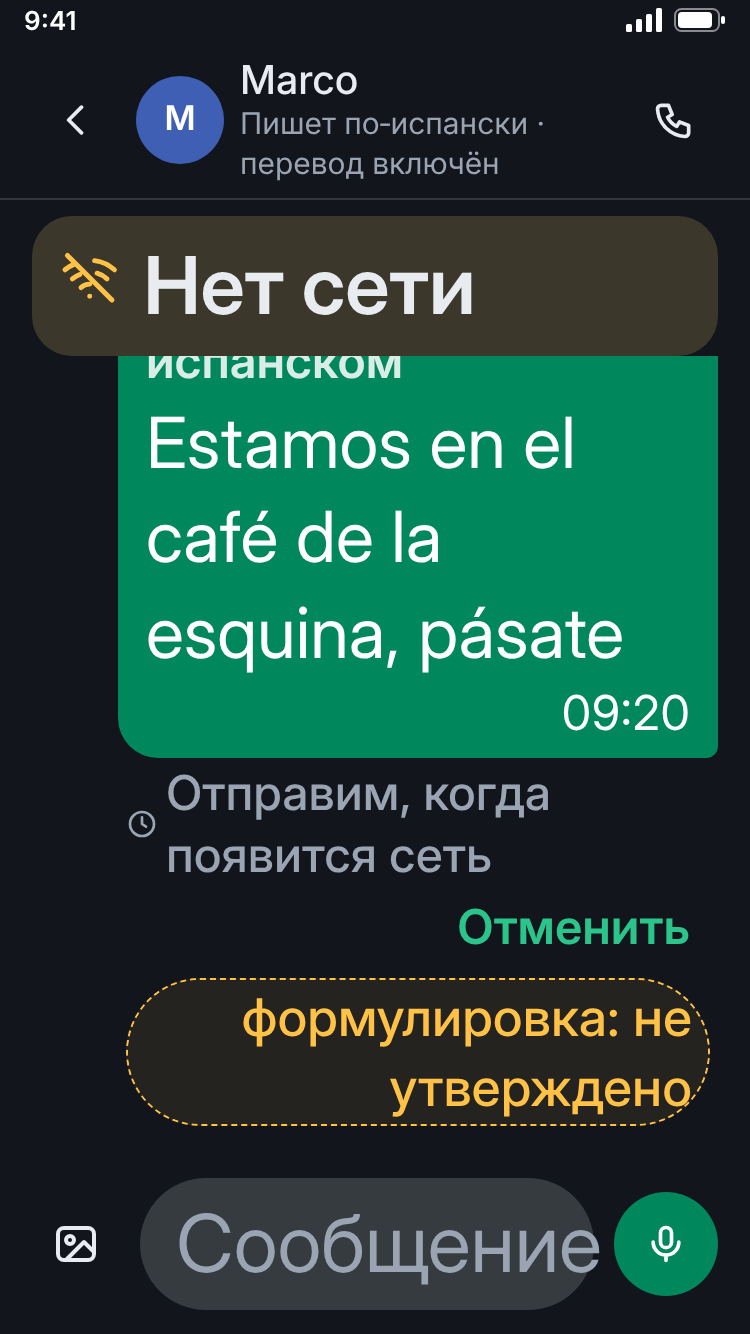 9:41
Marco
M
Пишет по-испански ·
перевод включён
Нет сети
испанском
Estamos en el
café de la
esquina, pásate
09:20
Отправим, когда
появится сеть
Отменить
формулировка: не
утверждено
Сообщение